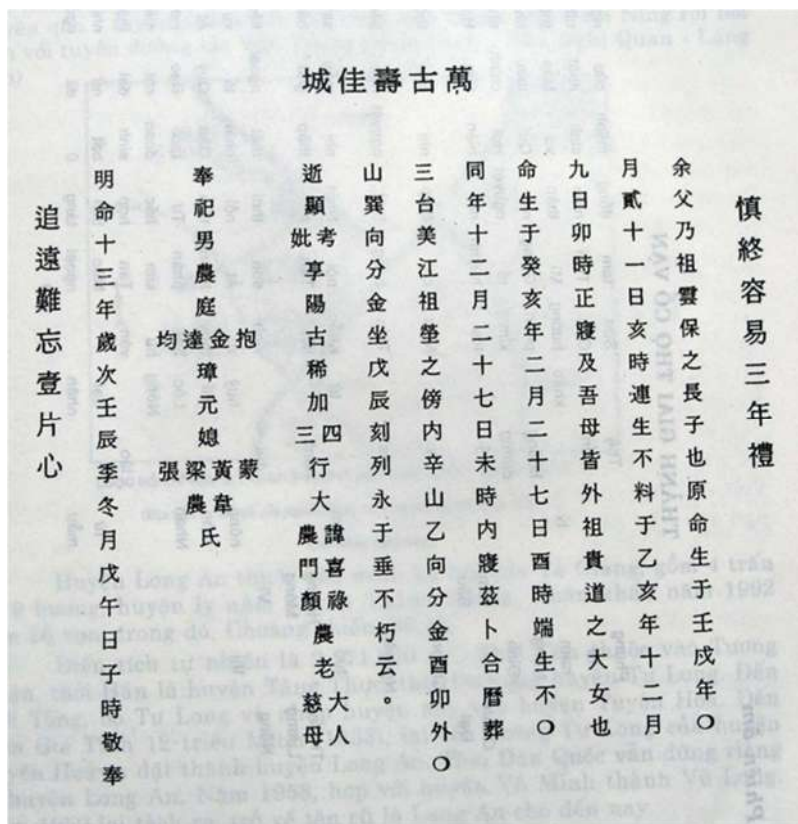 萬古壽佳城
慎終容易三年禮
余父乃祖雲保之長子也原命生于壬戌年〇
月貳十一日亥時連生不料于乙亥年十二月
九日卯時正寢及吾母皆外祖貴道之大女也
命生于癸亥年二月二十七日酉時端生不〇
同年十二月二十七日未時内寢茲卜合曆葬
三台美江祖塋之傍内辛山乙向分金酉卯外〇
山巽向分金坐戊辰刻列永于垂不朽云。
逝顯考妣享陽古稀加四三行大諱喜祿農門顏農老大人慈母
奉祀男農庭抱金達均璋元媳蒙黃梁張韋農氏
明命十三年歲次壬辰季冬月戊午日子時敬奉
追遠難忘壹片心